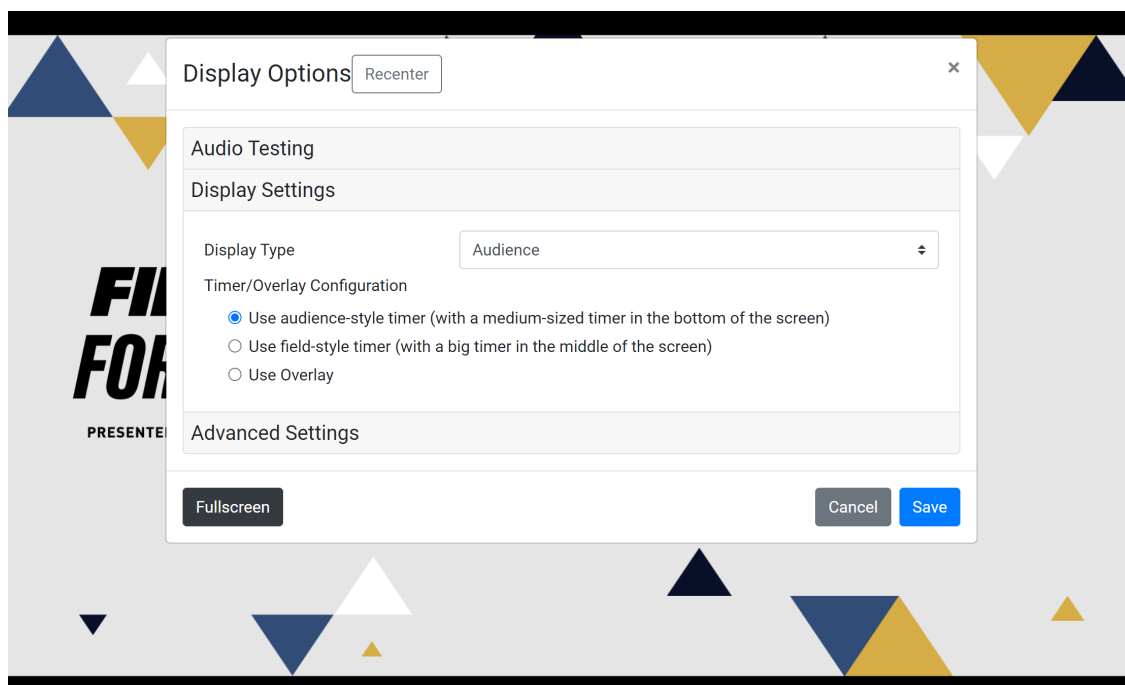 Display Options Recenter ×
Audio Testing
Display Settings
Display Type Audience
Timer/Overlay Configuration
Use audience-style timer (with a medium-sized timer in the bottom of the screen)
Use field-style timer (with a big timer in the middle of the screen)
Use Overlay
Advanced Settings
Fullscreen Cancel Save